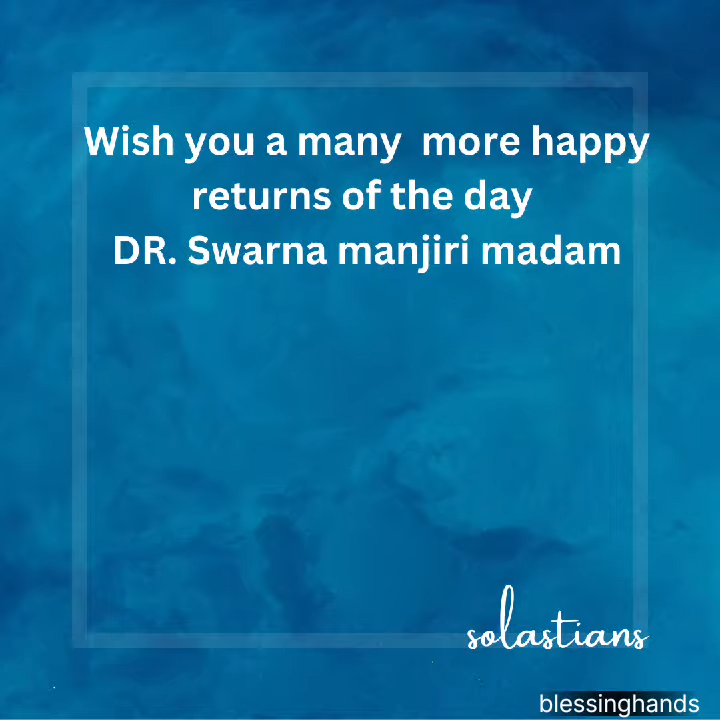 Wish you a many more happy
returns of the day
DR. Swarna manjiri madam
solastians
blessinghands